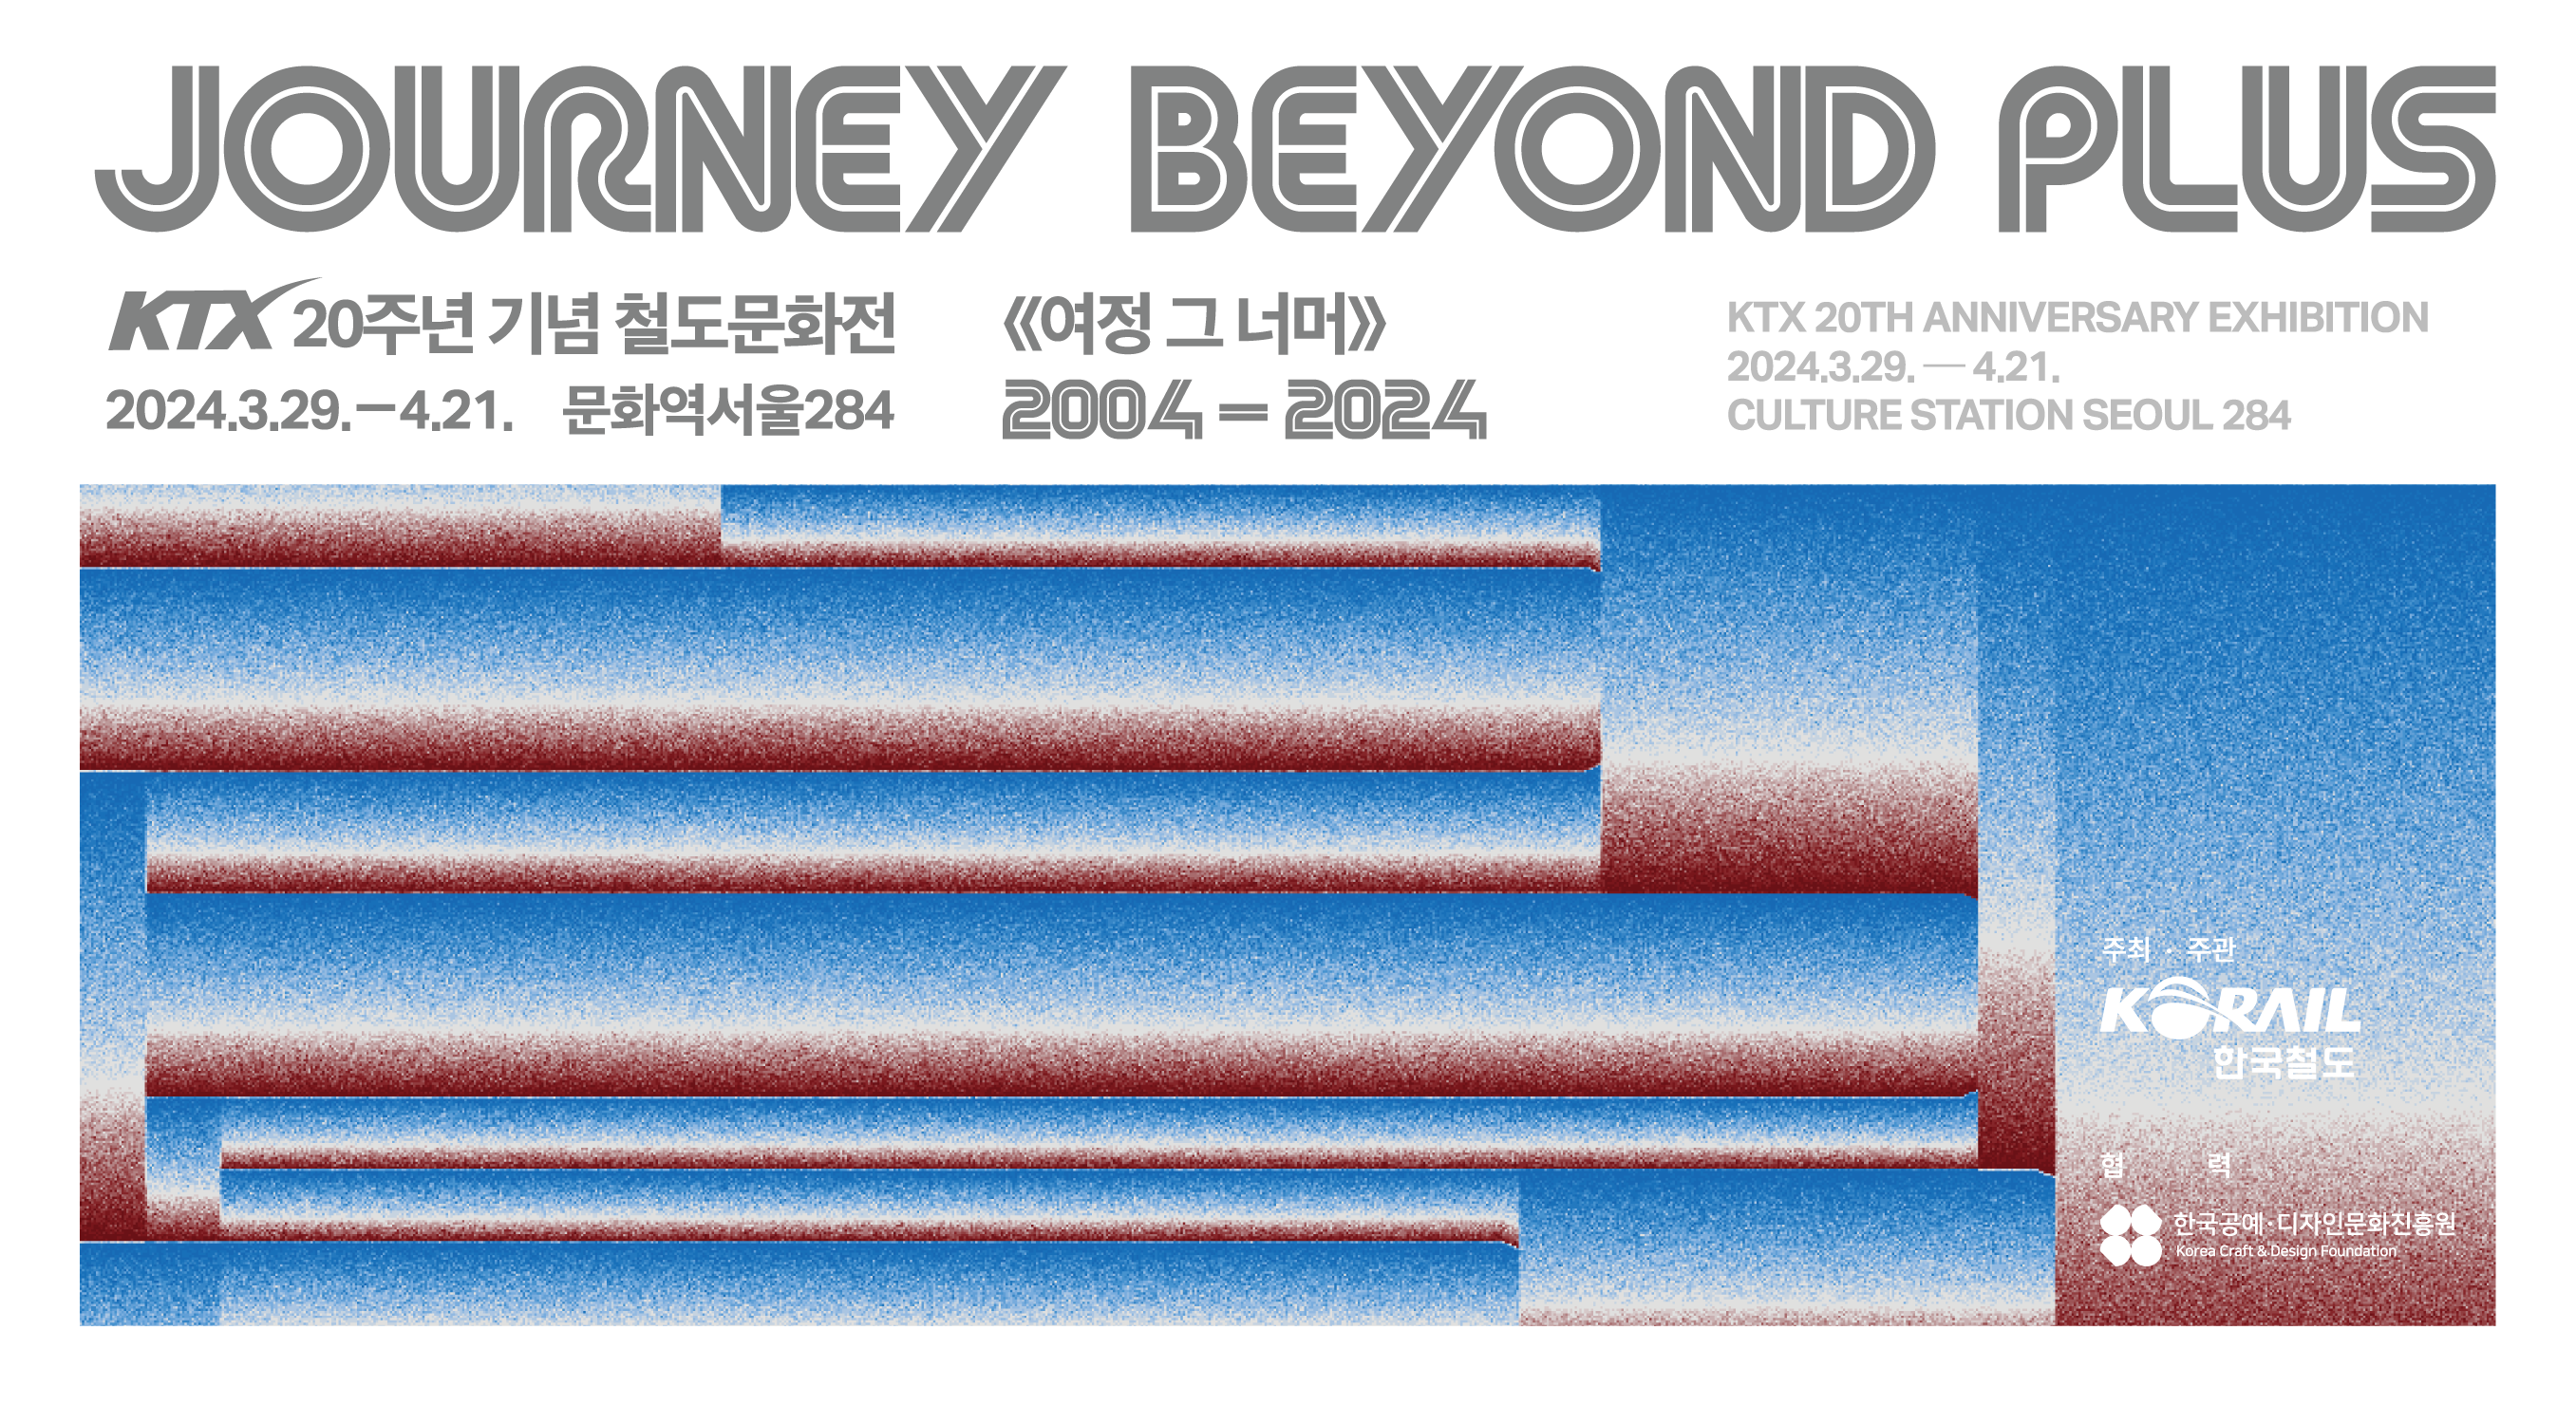 JOURNEY BEYOND PLUS
KTX 20주년 기념 철도문화전
2024.3.29.—4.21. 문화역서울284
《여정 그 너머》
2004 = 2024
KTX 20TH ANNIVERSARY EXHIBITION
2024.3.29. — 4.21.
CULTURE STATION SEOUL 284
주최 · 주관
KORAIL
한국철도
협 력
한국공예·디자인문화진흥원
Korea Craft & Design Foundation